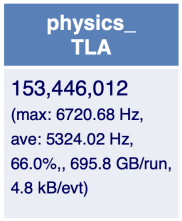 physics_
TLA
153,446,012
(max: 6720.68 Hz,
ave: 5324.02 Hz,
66.0%,, 695.8 GB/run,
4.8 kB/evt)